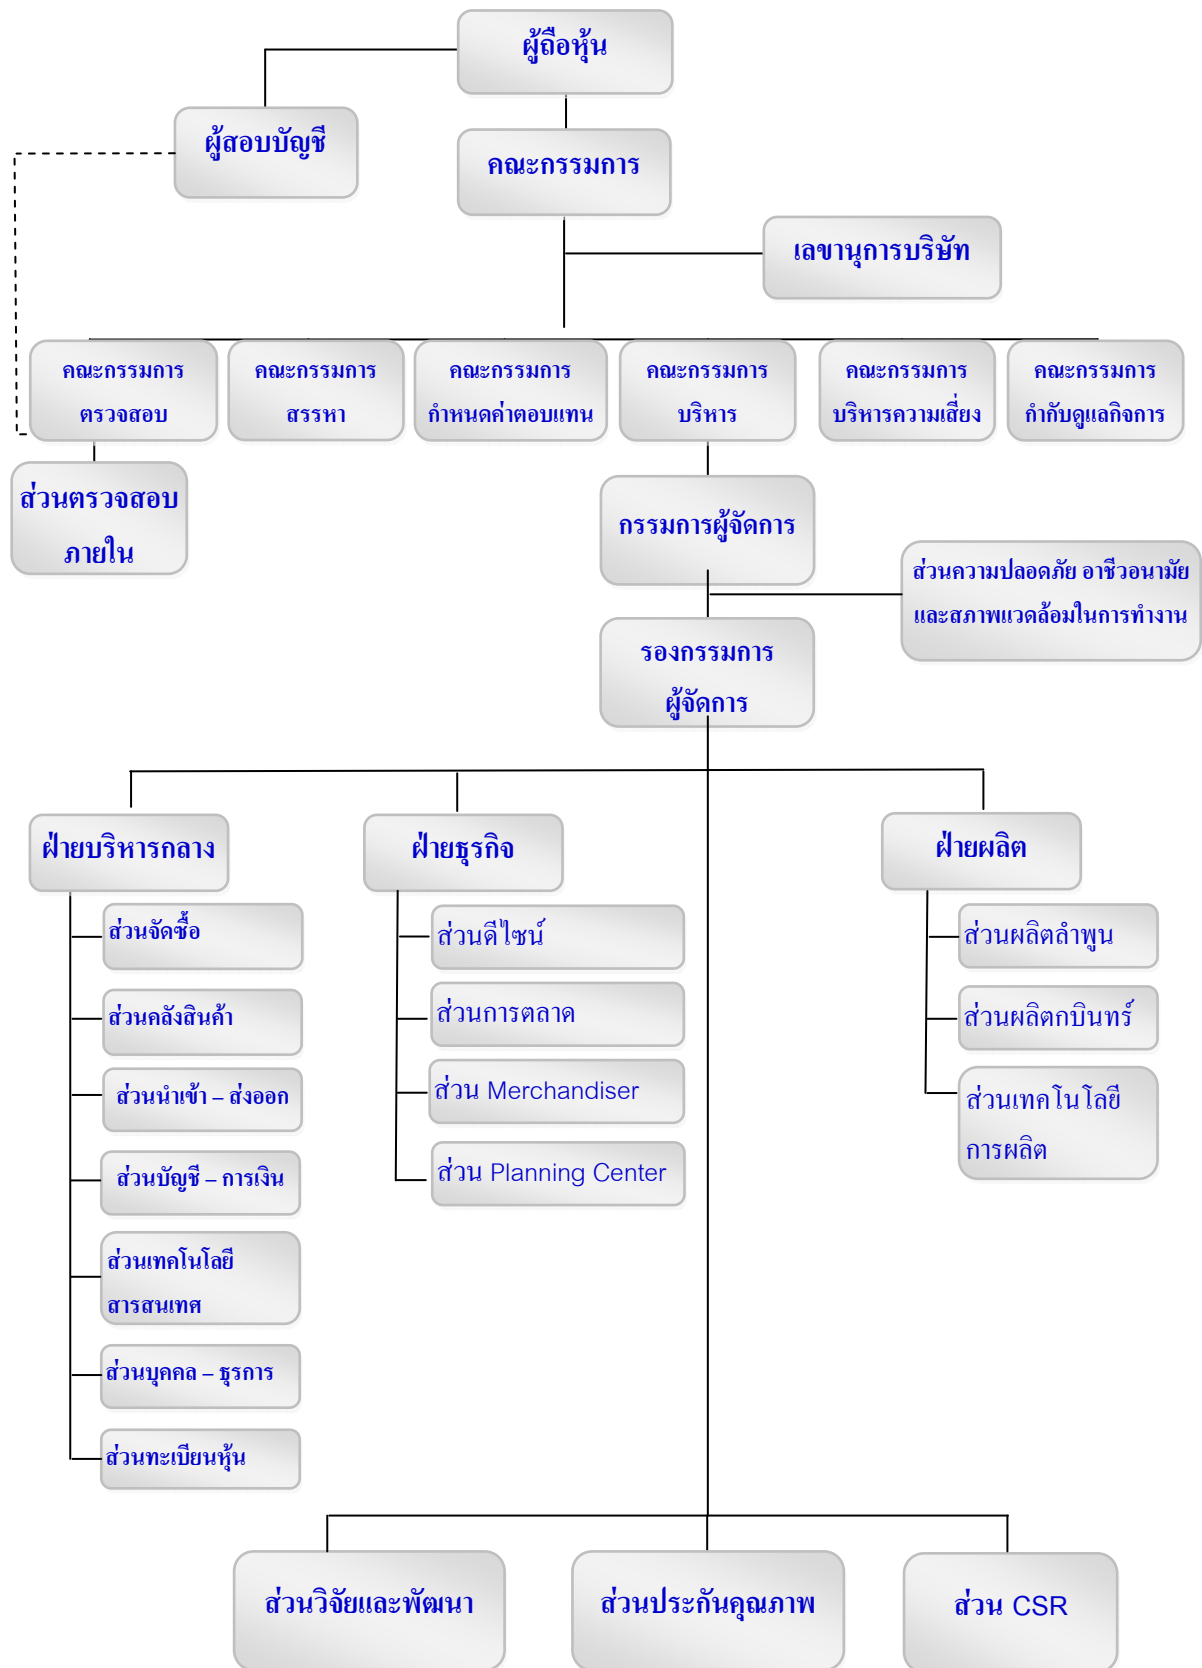 ผู้ถือหุ้น
ผู้สอบบัญชี
คณะกรรมการ
เลขานุการบริษัท
คณะกรรมการ
ตรวจสอบ
คณะกรรมการ
สรรหา
คณะกรรมการ
กำหนดค่าตอบแทน
คณะกรรมการ
บริหาร
คณะกรรมการ
บริหารความเสี่ยง
คณะกรรมการ
กำกับดูแลกิจการ
ส่วนตรวจสอบ
ภายใน
กรรมการผู้จัดการ
ส่วนความปลอดภัย อาชีวอนามัย
และสภาพแวดล้อมในการทำงาน
รองกรรมการ
ผู้จัดการ
ฝ่ายบริหารกลาง
ส่วนจัดซื้อ
ส่วนคลังสินค้า
ส่วนนำเข้า – ส่งออก
ส่วนบัญชี – การเงิน
ส่วนเทคโนโลยี
สารสนเทศ
ส่วนบุคคล – ธุรการ
ส่วนทะเบียนหุ้น
ฝ่ายธุรกิจ
ส่วนดีไซน์
ส่วนการตลาด
ส่วน Merchandiser
ส่วน Planning Center
ฝ่ายผลิต
ส่วนผลิตลำพูน
ส่วนผลิตกบินทร์
ส่วนเทคโนโลยี
การผลิต
ส่วนวิจัยและพัฒนา
ส่วนประกันคุณภาพ
ส่วน CSR